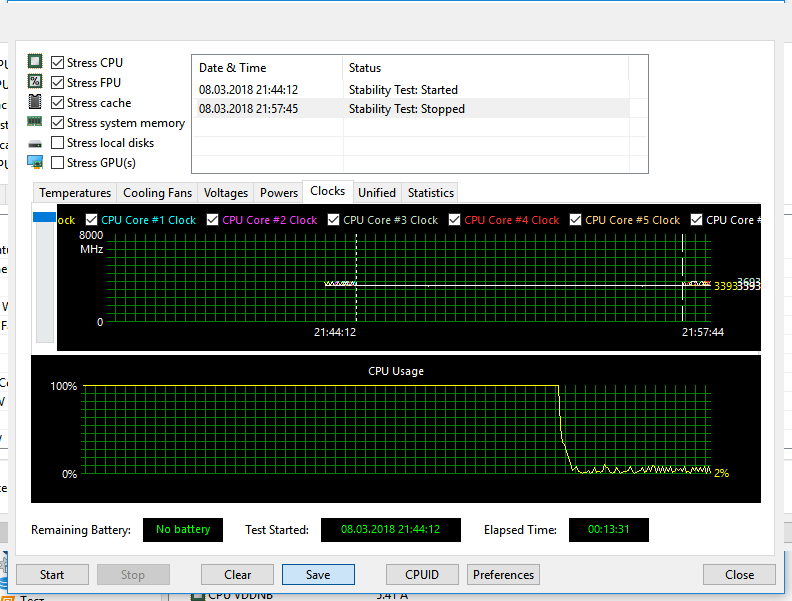 Stress CPU
Stress FPU
Stress cache
Stress system memory
Stress local disks
Stress GPU(s)
Date & Time Status
08.03.2018 21:44:12 Stability Test: Started
08.03.2018 21:57:45 Stability Test: Stopped
Temperatures Cooling Fans Voltages Powers Clocks Unified Statistics
ock CPU Core #1 Clock CPU Core #2 Clock CPU Core #3 Clock CPU Core #4 Clock CPU Core #5 Clock CPU Core #
8000
MHz
3693
3393
3393
0
21:44:12 21:57:44
CPU Usage
100%
0%
2%
Remaining Battery: No battery Test Started: 08.03.2018 21:44:12 Elapsed Time: 00:13:31
Start Stop Clear Save CPUID Preferences Close
Тест CPU VDDNB 5.41 A